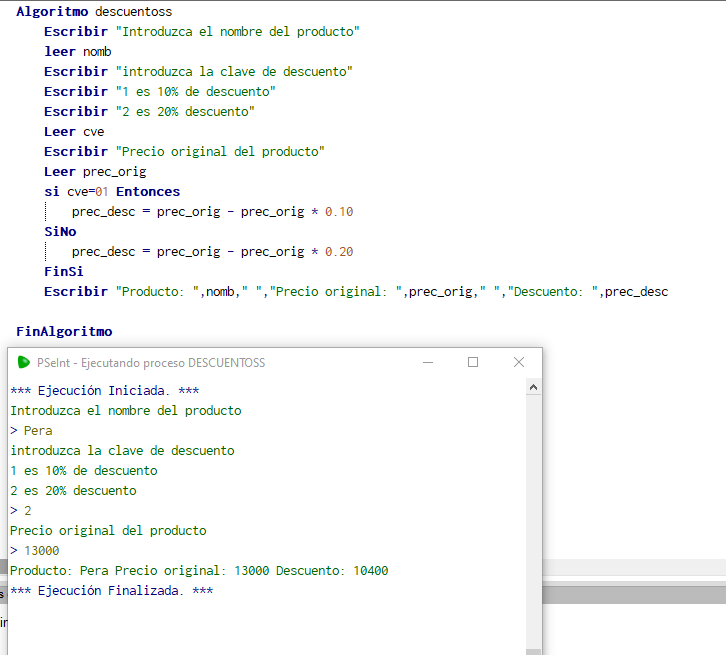 Algoritmo descuentoss
Escribir "Introduzca el nombre del producto"
leer nomb
Escribir "introduzca la clave de descuento"
Escribir "1 es 10% de descuento"
Escribir "2 es 20% descuento"
Leer cve
Escribir "Precio original del producto"
Leer prec_orig
si cve=01 Entonces
prec_desc = prec_orig - prec_orig * 0.10
SiNo
prec_desc = prec_orig - prec_orig * 0.20
FinSi
Escribir "Producto: ",nomb," ","Precio original: ",prec_orig," ","Descuento: ",prec_desc
FinAlgoritmo
PSeInt - Ejecutando proceso DESCUENTOSS
*** Ejecución Iniciada. ***
Introduzca el nombre del producto
> Pera
introduzca la clave de descuento
1 es 10% de descuento
2 es 20% descuento
> 2
Precio original del producto
> 13000
Producto: Pera Precio original: 13000 Descuento: 10400
*** Ejecución Finalizada. ***